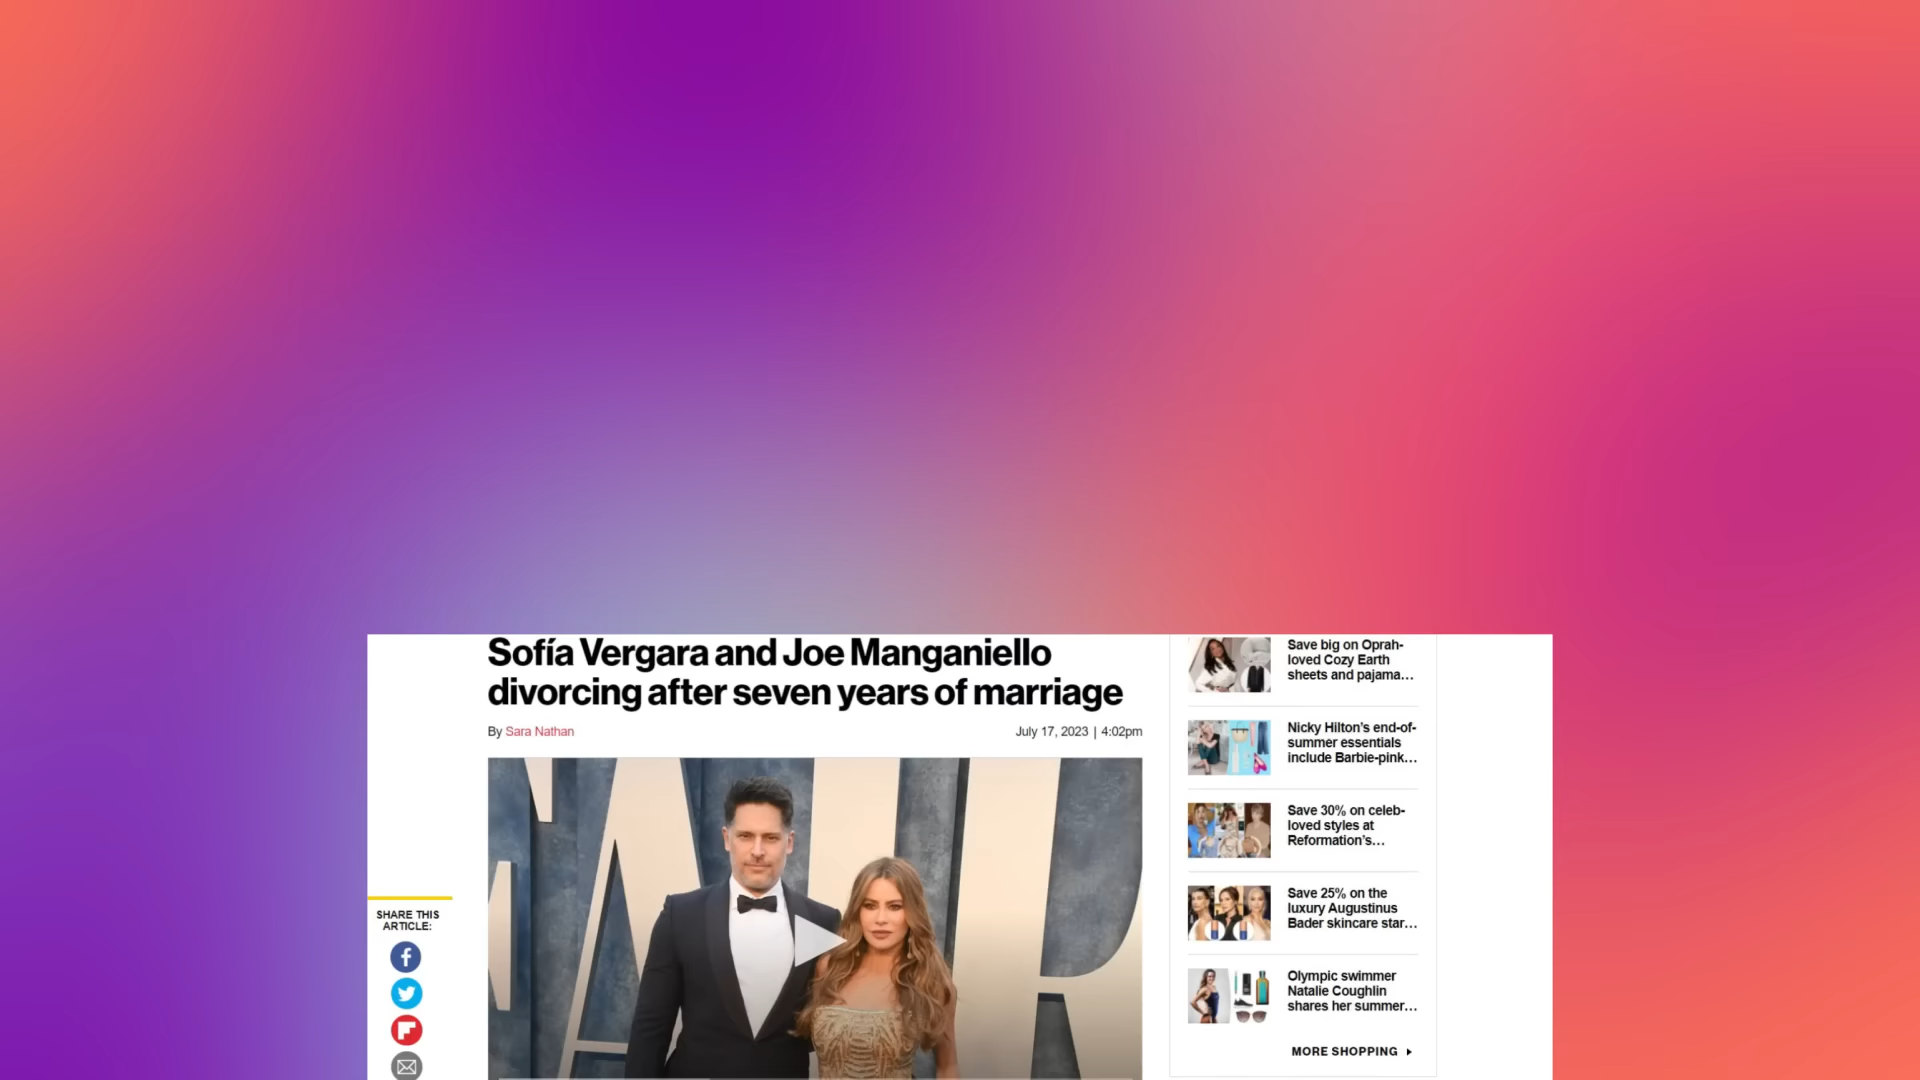 Sofía Vergara and Joe Manganiello
divorcing after seven years of marriage
By Sara Nathan
July 17, 2023 | 4:02pm
SHARE THIS
ARTICLE:
Save big on Oprah-
loved Cozy Earth
sheets and pajama...
Nicky Hilton's end-of-
summer essentials
include Barbie-pink...
Save 30% on celeb-
loved styles at
Reformation's...
Save 25% on the
luxury Augustinus
Bader skincare star...
Olympic swimmer
Natalie Coughlin
shares her summer...
MORE SHOPPING